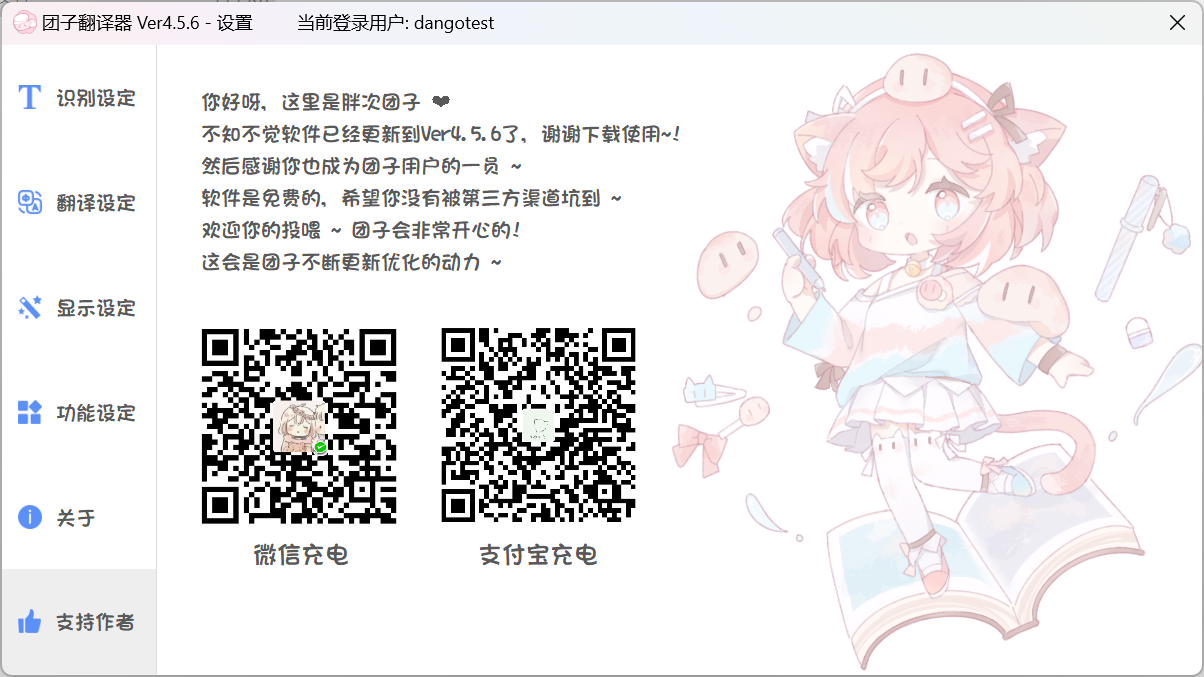 团子翻译器 Ver4.5.6 - 设置 当前登录用户: dangotest
识别设定
翻译设定
显示设定
功能设定
关于
支持作者
你好呀, 这里是胖次团子 ❤
不知不觉软件已经更新到Ver4.5.6了, 谢谢下载使用~!
然后感谢你也成为团子用户的一员 ~
软件是免费的, 希望你没有被第三方渠道坑到 ~
欢迎你的投喂 ~ 团子会非常开心的!
这会是团子不断更新优化的动力 ~
微信充电
支付宝充电